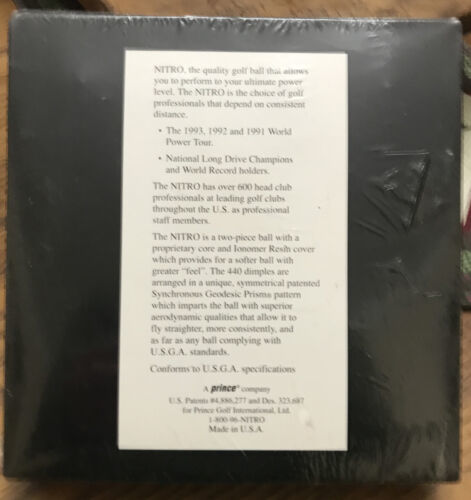 NITRO, the quality golf ball that allows
you to perform to your ultimate power
level. The NITRO is the choice of golf
professionals that depend on consistent
distance.
• The 1993, 1992 and 1991 World
Power Tour.
• National Long Drive Champions
and World Record holders.
The NITRO has over 600 head club
professionals at leading golf clubs
throughout the U.S. as professional
staff members.
The NITRO is a two-piece ball with a
proprietary core and Ionomer Resin cover
which provides for a softer ball with
greater "feel". The 440 dimples are
arranged in a unique, symmetrical patented
Synchronous Geodesic Prisms pattern
which imparts the ball with superior
aerodynamic qualities that allow it to
fly straighter, more consistently, and
as far as any ball complying with
U.S.G.A. standards.
Conforms to U.S.G.A. specifications
A prince® company
U.S. Patents #4,886,277 and Des. 323,687
for Prince Golf International, Ltd.
1-800-96-NITRO
Made in U.S.A.